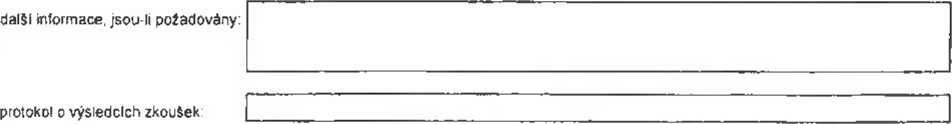 další informace, jsou-li požadovány:
protokol o výsledcích zkoušek: